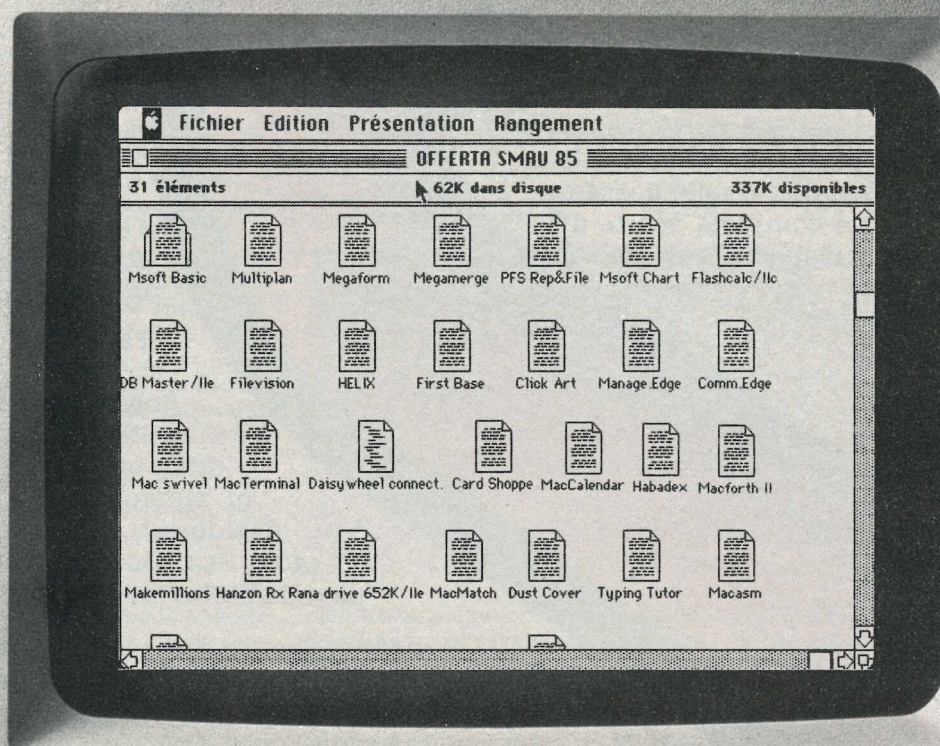 Fichier Edition Présentation Rangement
OFFERTA SMAU 85
31 éléments 62K dans disque 337K disponibles
Msoft Basic Multiplan Megaform Megamerge PFS Rep&File Msoft Chart Flashcalc/IIc
DB Master/IIe Filevision HELIX First Base Click Art Manage.Edge Comm.Edge
Mac swivel MacTerminal Daisywheel connect. Card Shoppe MacCalendar Habadex Macforth II
Makemillions Hanzon Rx Rana drive 652K/IIe MacMatch Dust Cover Typing Tutor Macasm